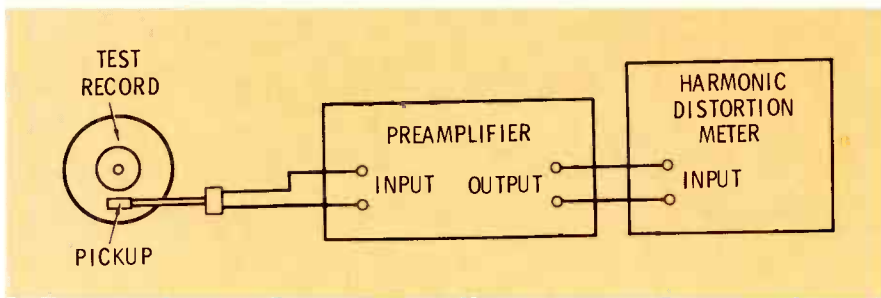 TEST
RECORD
PICKUP
PREAMPLIFIER
INPUT OUTPUT
HARMONIC
DISTORTION
METER
INPUT